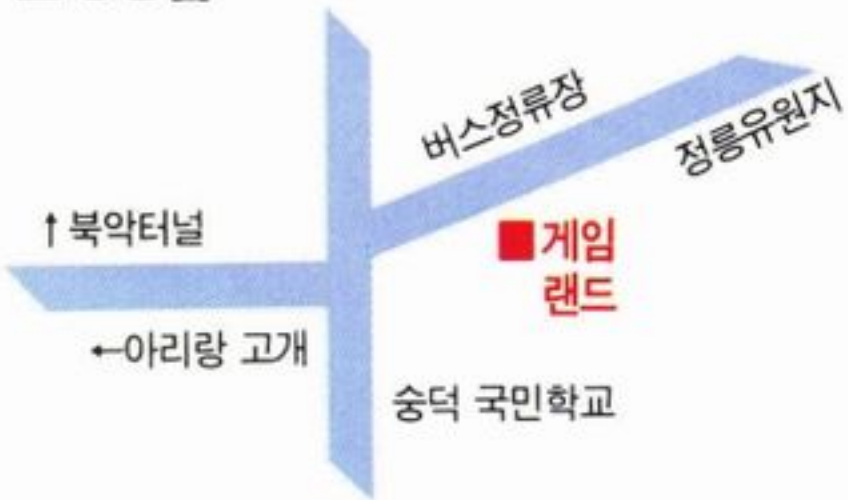 버스정류장
정릉유원지
↑북악터널
■게임
랜드
←아리랑 고개
숭덕 국민학교